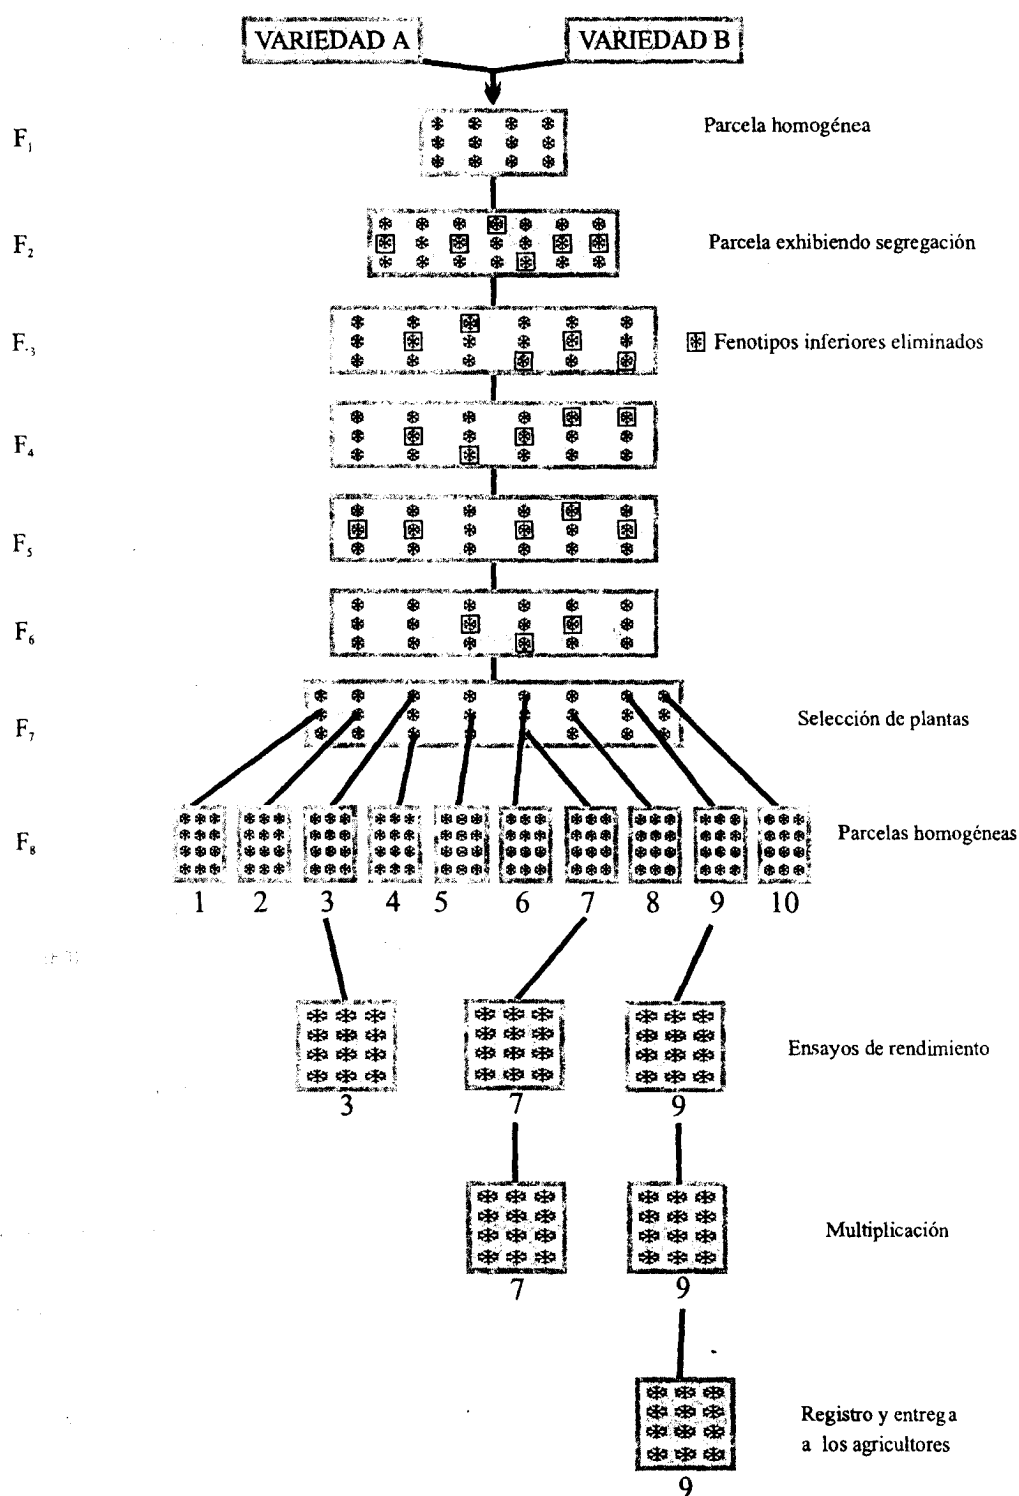 VARIEDAD A
VARIEDAD B
F1
Parcela homogénea
F2
Parcela exhibiendo segregación
F3
Fenotipos inferiores eliminados
F4
F5
F6
F7
Selección de plantas
F8
Parcelas homogéneas
1 2 3 4 5 6 7 8 9 10
Ensayos de rendimiento
3 7 9
Multiplicación
7 9
Registro y entrega
a los agricultores
9